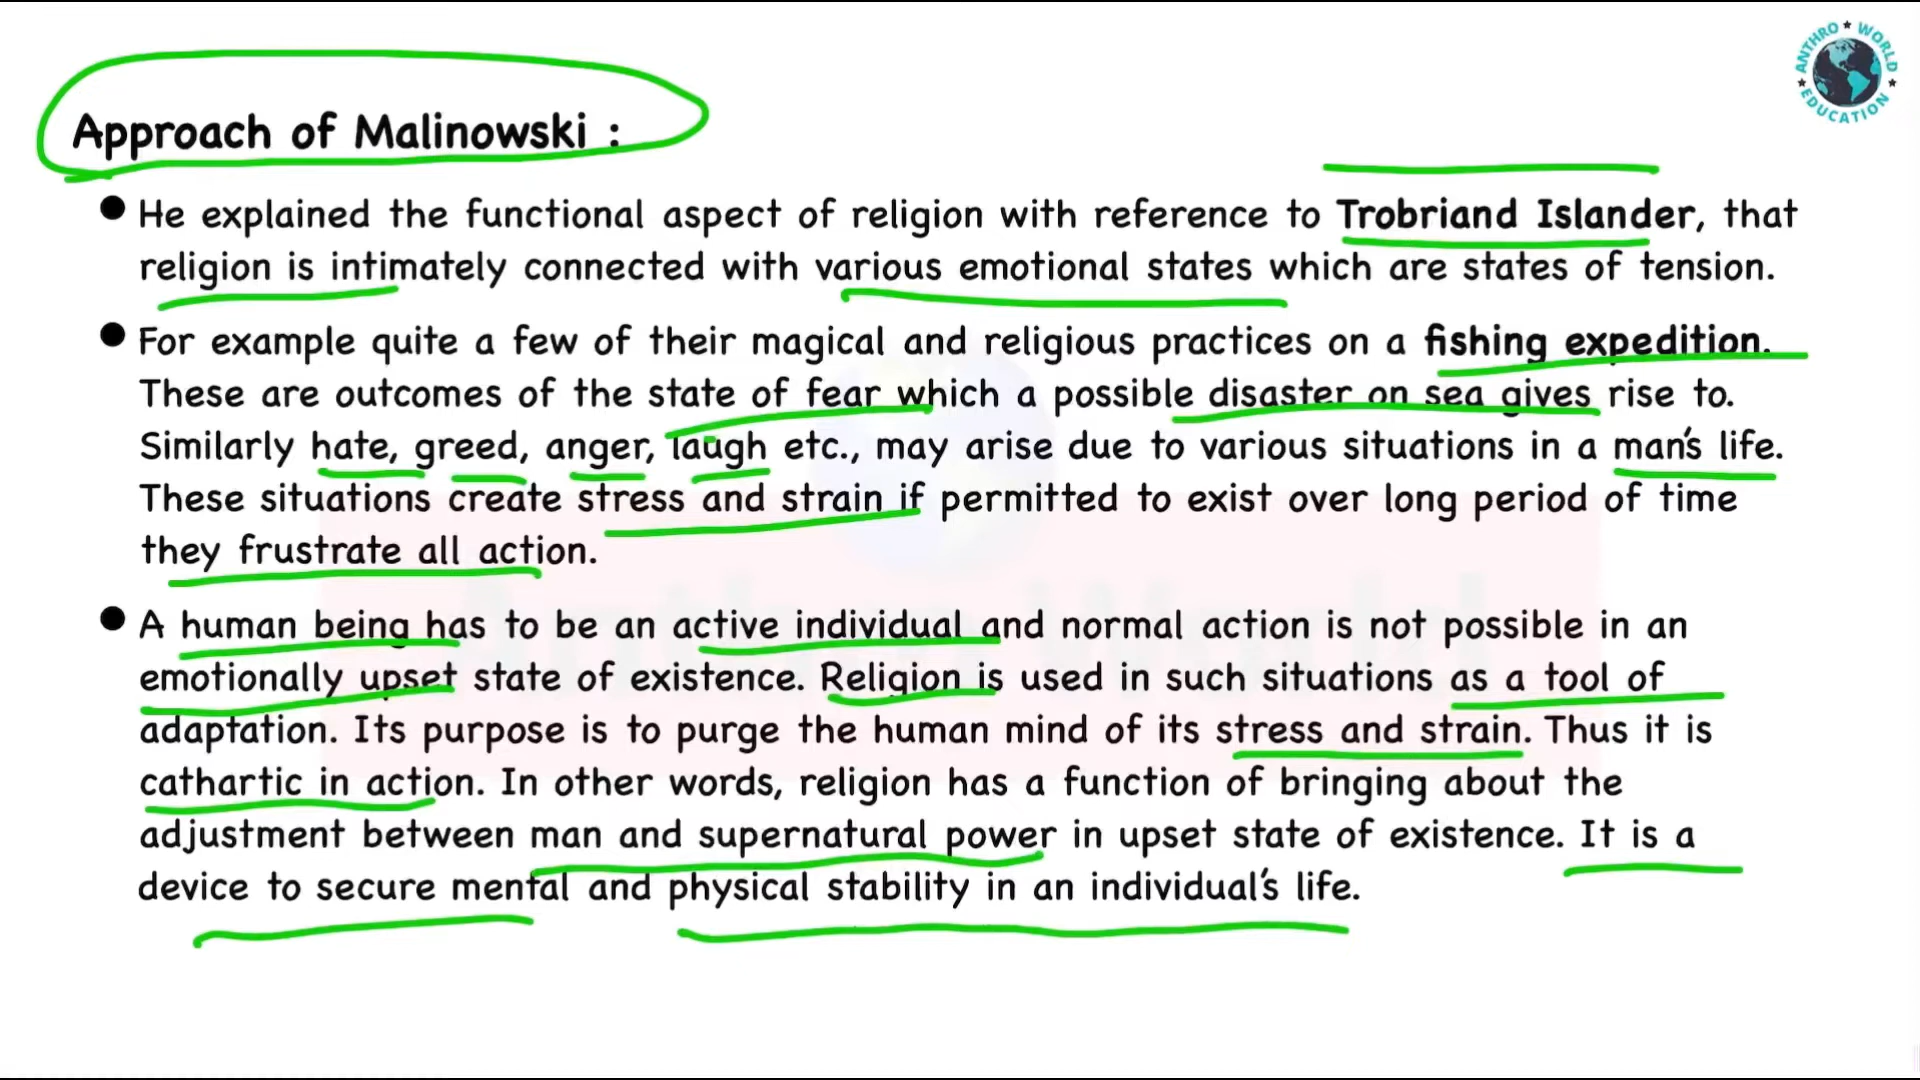 ANTHRO ★ WORLD ★ EDUCATION ★
Approach of Malinowski :
● He explained the functional aspect of religion with reference to Trobriand Islander, that
religion is intimately connected with various emotional states which are states of tension.
● For example quite a few of their magical and religious practices on a fishing expedition.
These are outcomes of the state of fear which a possible disaster on sea gives rise to.
Similarly hate, greed, anger, laugh etc., may arise due to various situations in a man's life.
These situations create stress and strain if permitted to exist over long period of time
they frustrate all action.
● A human being has to be an active individual and normal action is not possible in an
emotionally upset state of existence. Religion is used in such situations as a tool of
adaptation. Its purpose is to purge the human mind of its stress and strain. Thus it is
cathartic in action. In other words, religion has a function of bringing about the
adjustment between man and supernatural power in upset state of existence. It is a
device to secure mental and physical stability in an individual's life.